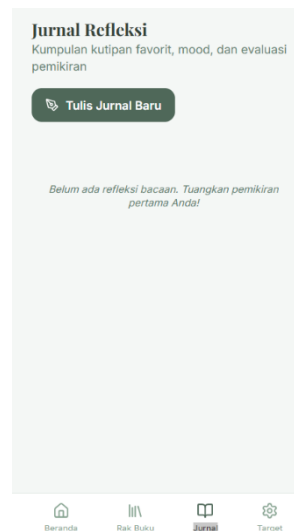 Jurnal Refleksi
Kumpulan kutipan favorit, mood, dan evaluasi
pemikiran
Tulis Jurnal Baru
Belum ada refleksi bacaan. Tuangkan pemikiran
pertama Anda!
Beranda
Rak Buku
Jurnal
Target